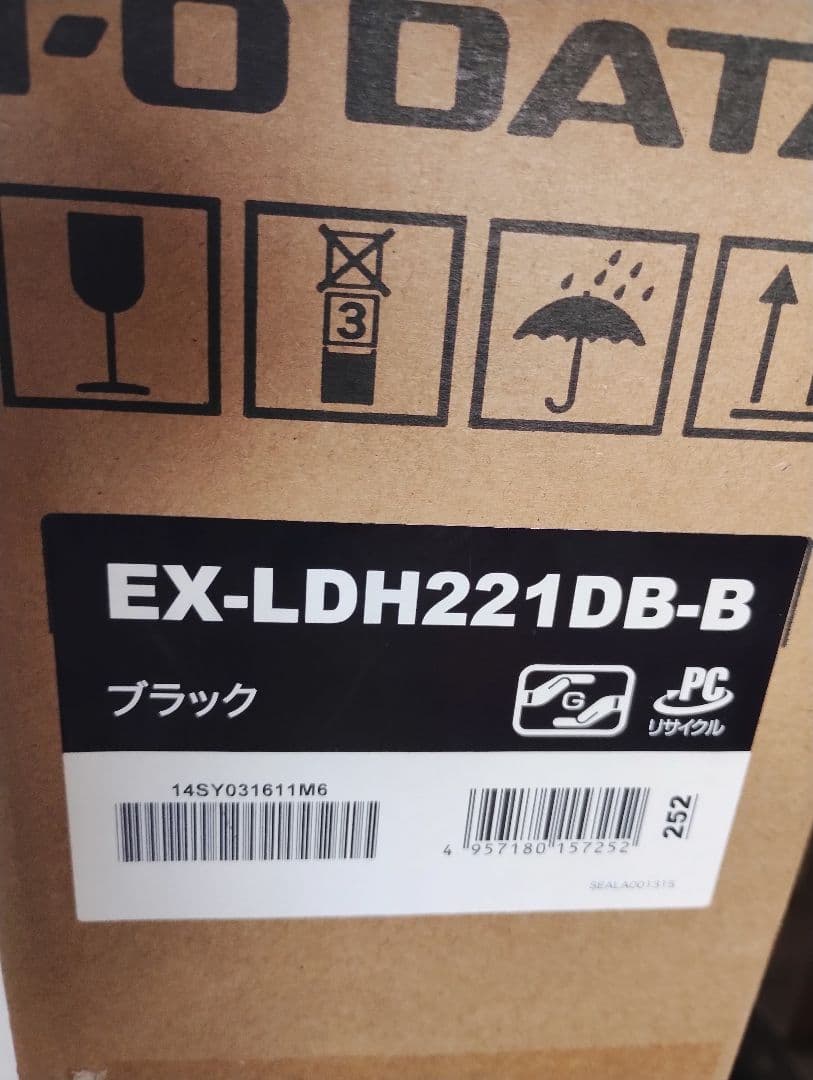 I-O DATA
3
EX-LDH221DB-B
ブラック
G
PC
リサイクル
14SY031611M6
4 957180 157252
252
SEALA001315